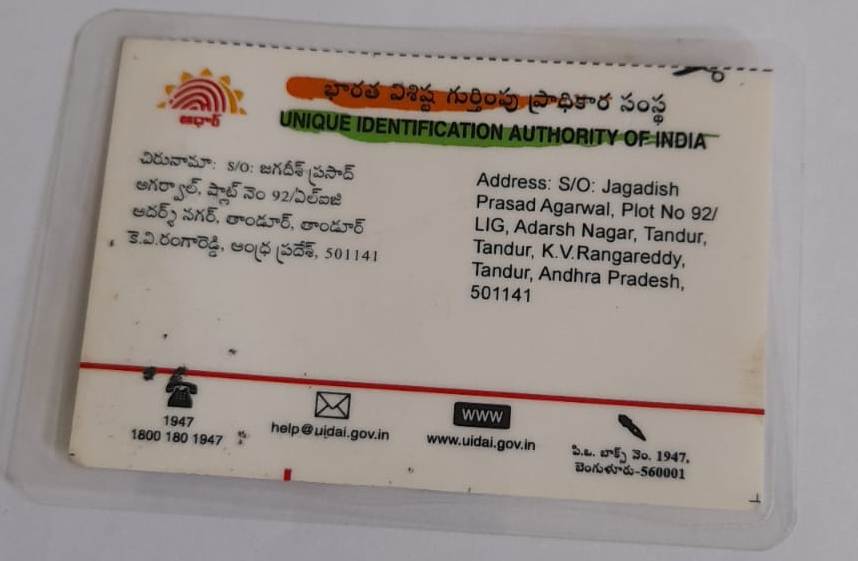 ఆధార్
భారత విశిష్ట గుర్తింపు ప్రాధికార సంస్థ
UNIQUE IDENTIFICATION AUTHORITY OF INDIA
చిరునామా: S/O: జగదీశ్ ప్రసాద్
అగర్వాల్, ప్లాట్ నెం 92/ఏల్ఐజి
ఆదర్శ్ నగర్, తాండూర్, తాండూర్
కె.వి.రంగారెడ్డి, ఆంధ్ర ప్రదేశ్, 501141
Address: S/O: Jagadish
Prasad Agarwal, Plot No 92/
LIG, Adarsh Nagar, Tandur,
Tandur, K.V.Rangareddy,
Tandur, Andhra Pradesh,
501141
1947
1800 180 1947
help@uidai.gov.in
www
www.uidai.gov.in
పి.ఒ. బాక్స్ నెం. 1947,
బెంగుళూరు-560001